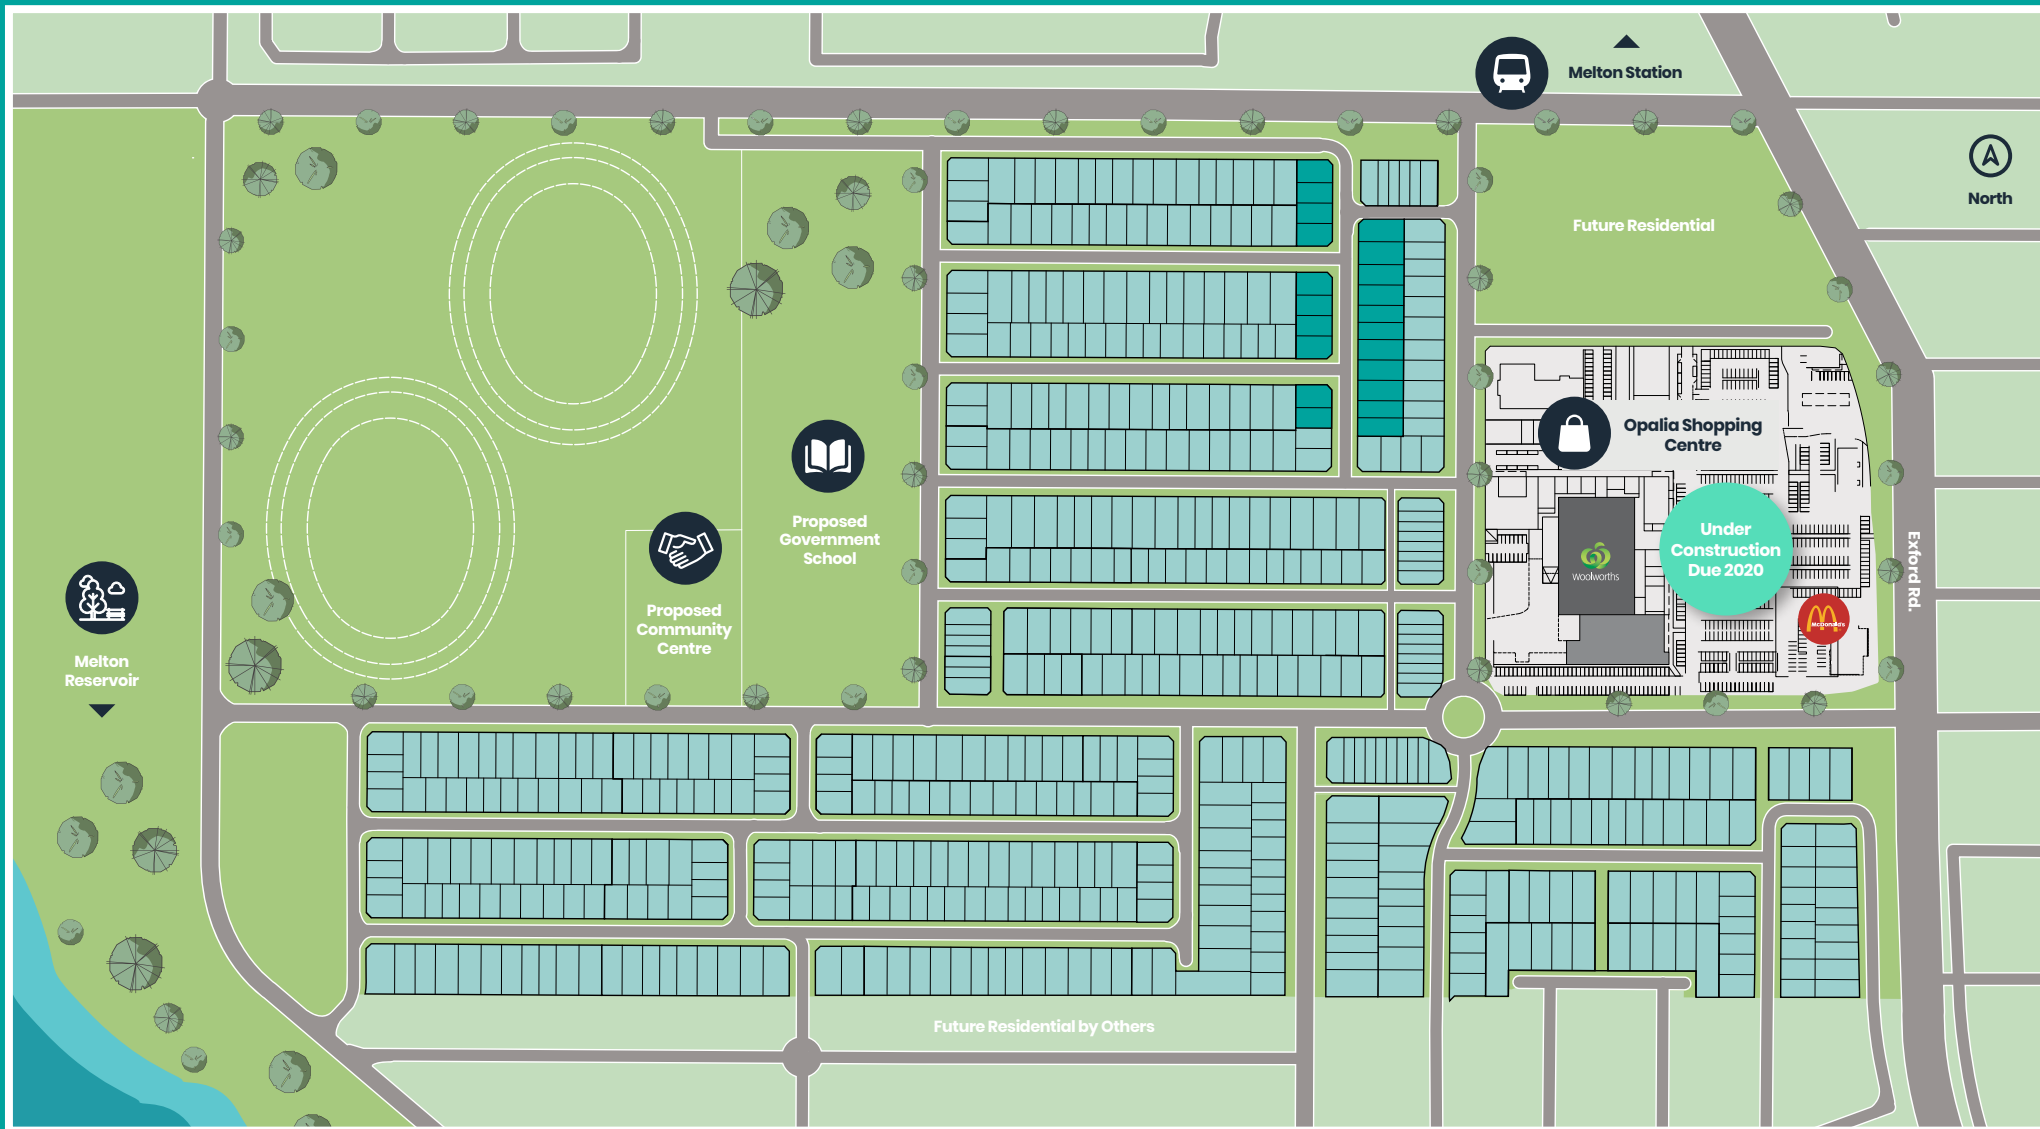 Melton Station
North
Future Residential
Opalia Shopping
Centre
Proposed
Government
School
Under
Construction
Due 2020
Exford Rd.
woolworths
McDonald's
Proposed
Community
Centre
Melton
Reservoir
Future Residential by Others